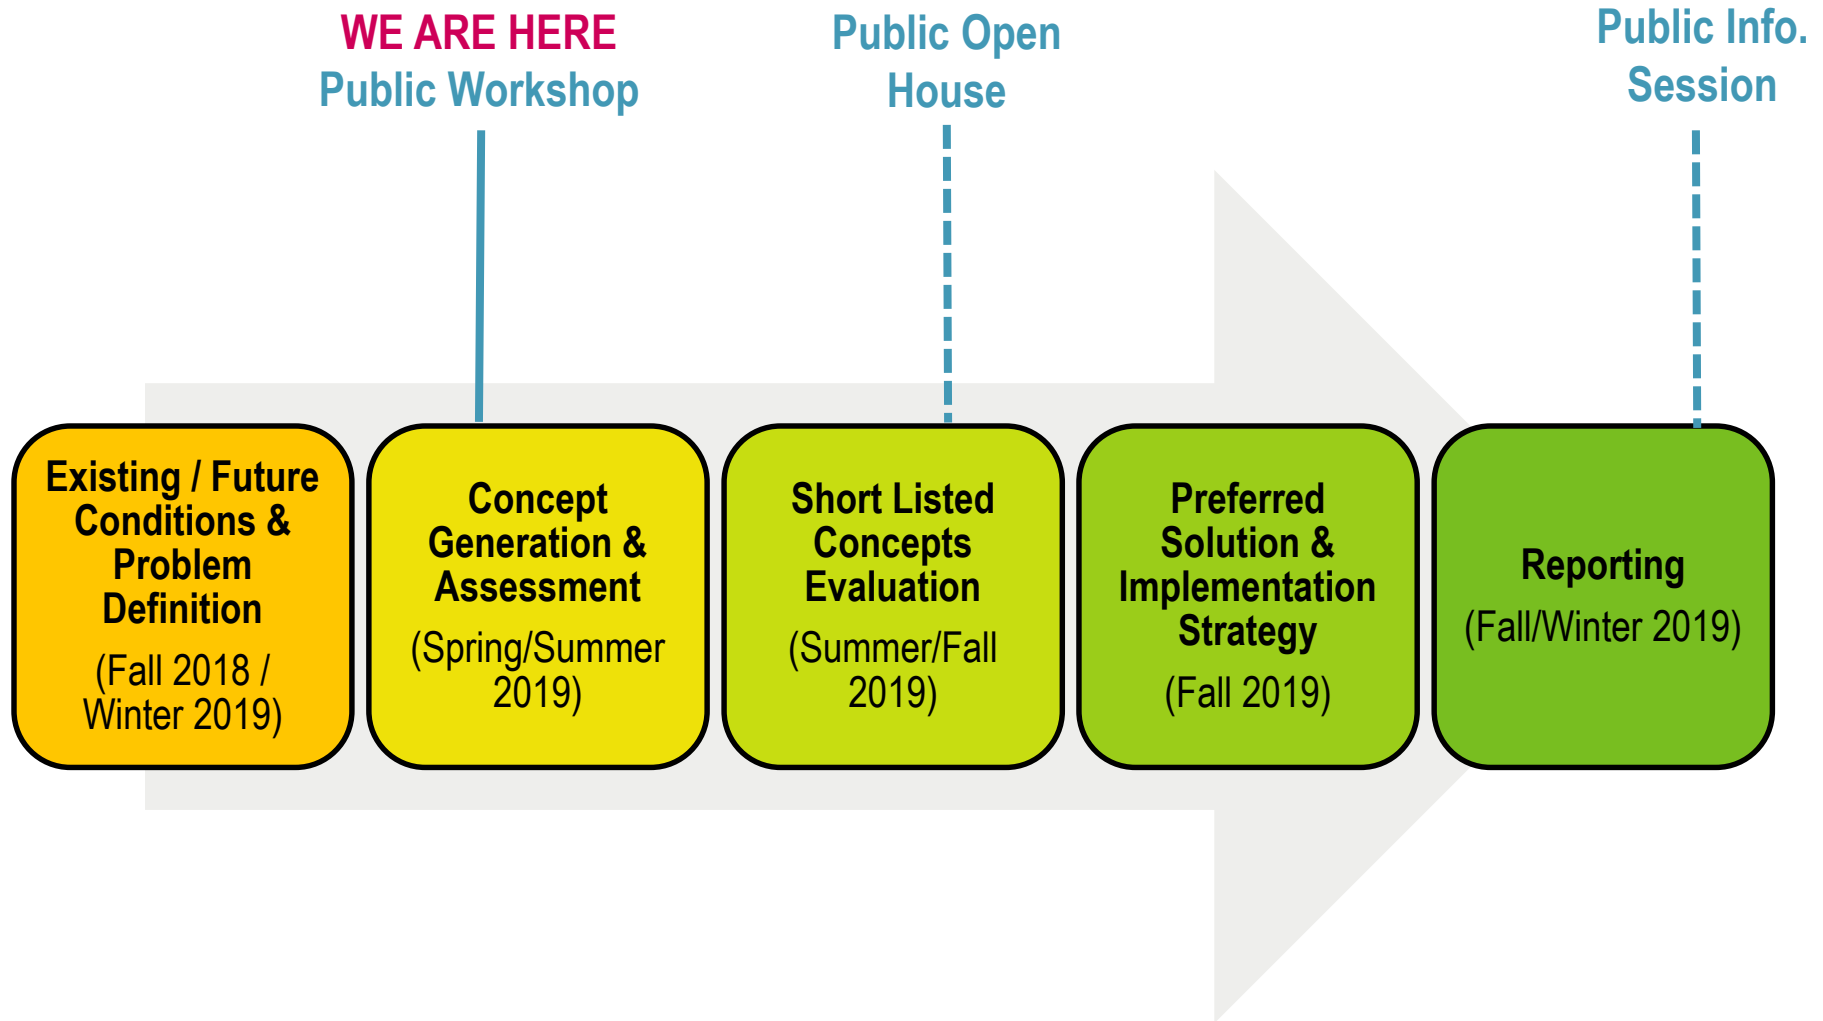 WE ARE HERE
Public Workshop
Public Open
House
Public Info.
Session
Existing / Future
Conditions &
Problem
Definition
(Fall 2018 /
Winter 2019)
Concept
Generation &
Assessment
(Spring/Summer
2019)
Short Listed
Concepts
Evaluation
(Summer/Fall
2019)
Preferred
Solution &
Implementation
Strategy
(Fall 2019)
Reporting
(Fall/Winter 2019)